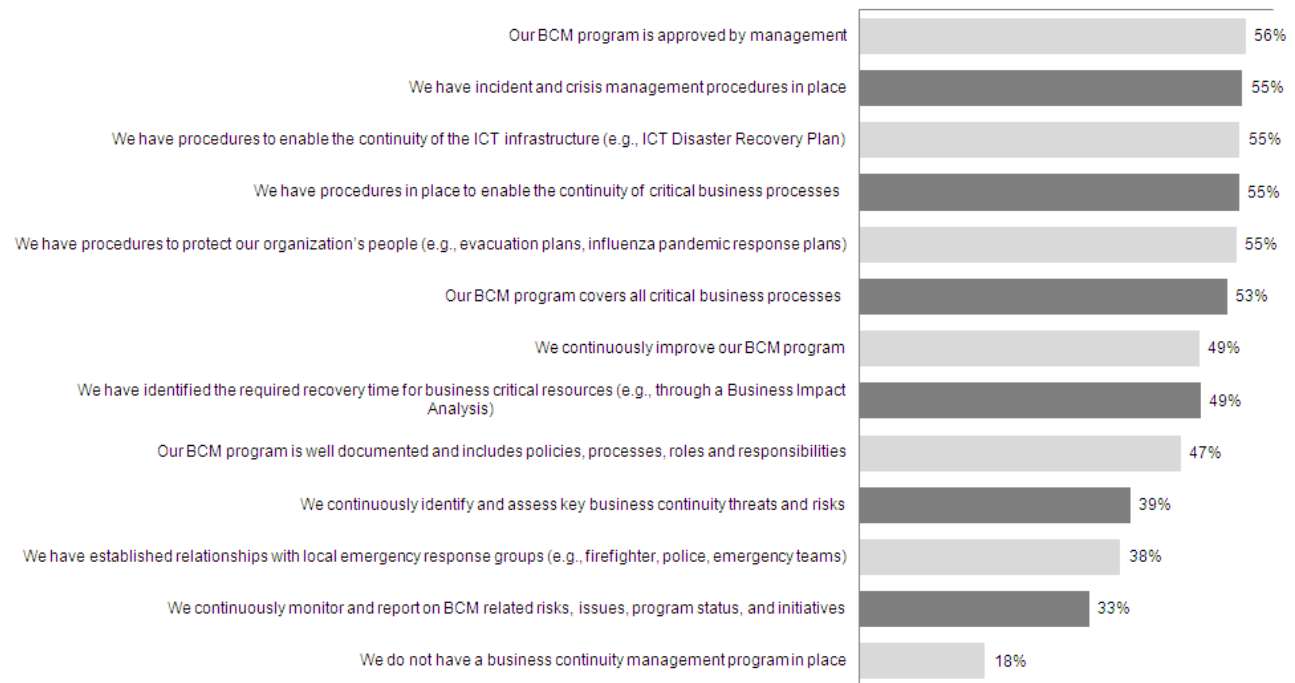 Our BCM program is approved by management 56%
We have incident and crisis management procedures in place 55%
We have procedures to enable the continuity of the ICT infrastructure (e.g., ICT Disaster Recovery Plan) 55%
We have procedures in place to enable the continuity of critical business processes 55%
We have procedures to protect our organization's people (e.g., evacuation plans, influenza pandemic response plans) 55%
Our BCM program covers all critical business processes 53%
We continuously improve our BCM program 49%
We have identified the required recovery time for business critical resources (e.g., through a Business Impact
Analysis) 49%
Our BCM program is well documented and includes policies, processes, roles and responsibilities 47%
We continuously identify and assess key business continuity threats and risks 39%
We have established relationships with local emergency response groups (e.g., firefighter, police, emergency teams) 38%
We continuously monitor and report on BCM related risks, issues, program status, and initiatives 33%
We do not have a business continuity management program in place 18%